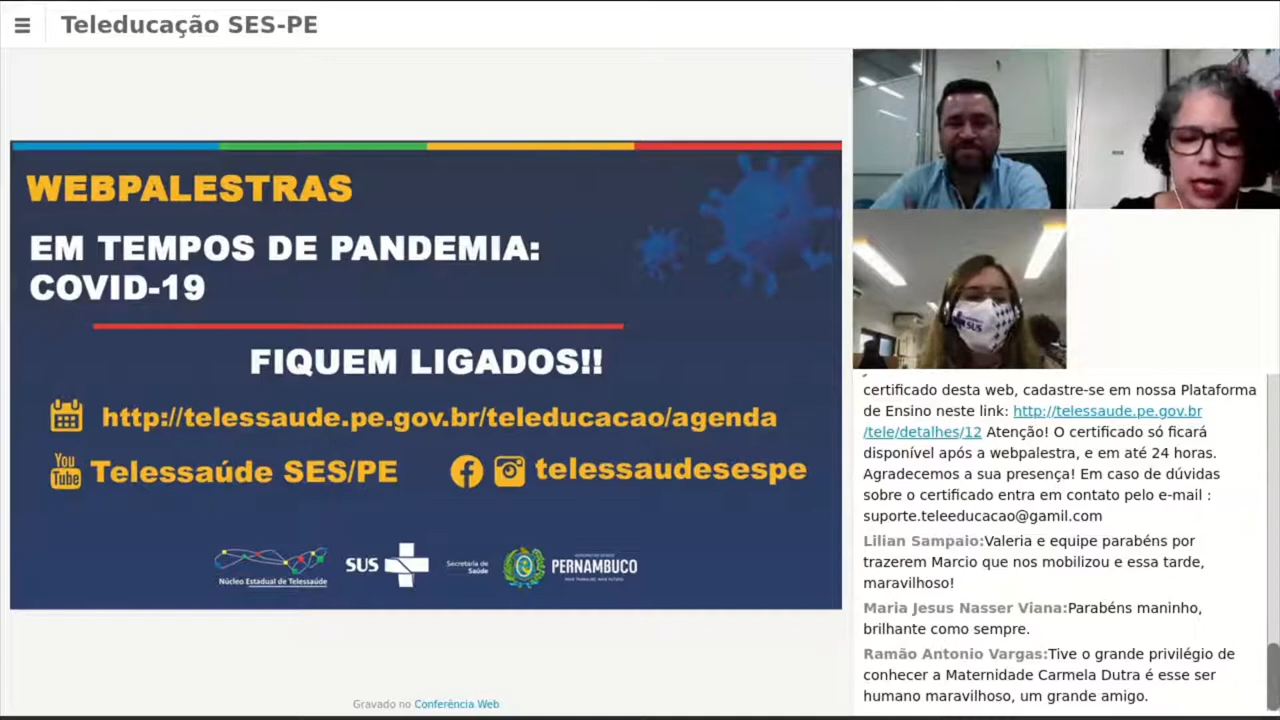 Teleducação SES-PE
WEBPALESTRAS
EM TEMPOS DE PANDEMIA:
COVID-19
FIQUEM LIGADOS!!
http://telessaude.pe.gov.br/teleducacao/agenda
You
Tube
Telessaúde SES/PE
telessaudesespe
Núcleo Estadual de Telessaúde
SUS
Secretaria de
Saúde
PERNAMBUCO
Gravado no Conferência Web
SUS
certificado desta web, cadastre-se em nossa Plataforma
de Ensino neste link: http://telessaude.pe.gov.br
/tele/detalhes/12 Atenção! O certificado só ficará
disponível após a webpalestra, e em até 24 horas.
Agradecemos a sua presença! Em caso de dúvidas
sobre o certificado entra em contato pelo e-mail :
suporte.teleeducacao@gamil.com
Lilian Sampaio:Valeria e equipe parabéns por
trazerem Marcio que nos mobilizou e essa tarde,
maravilhoso!
Maria Jesus Nasser Viana:Parabéns maninho,
brilhante como sempre.
Ramão Antonio Vargas:Tive o grande privilégio de
conhecer a Maternidade Carmela Dutra é esse ser
humano maravilhoso, um grande amigo.